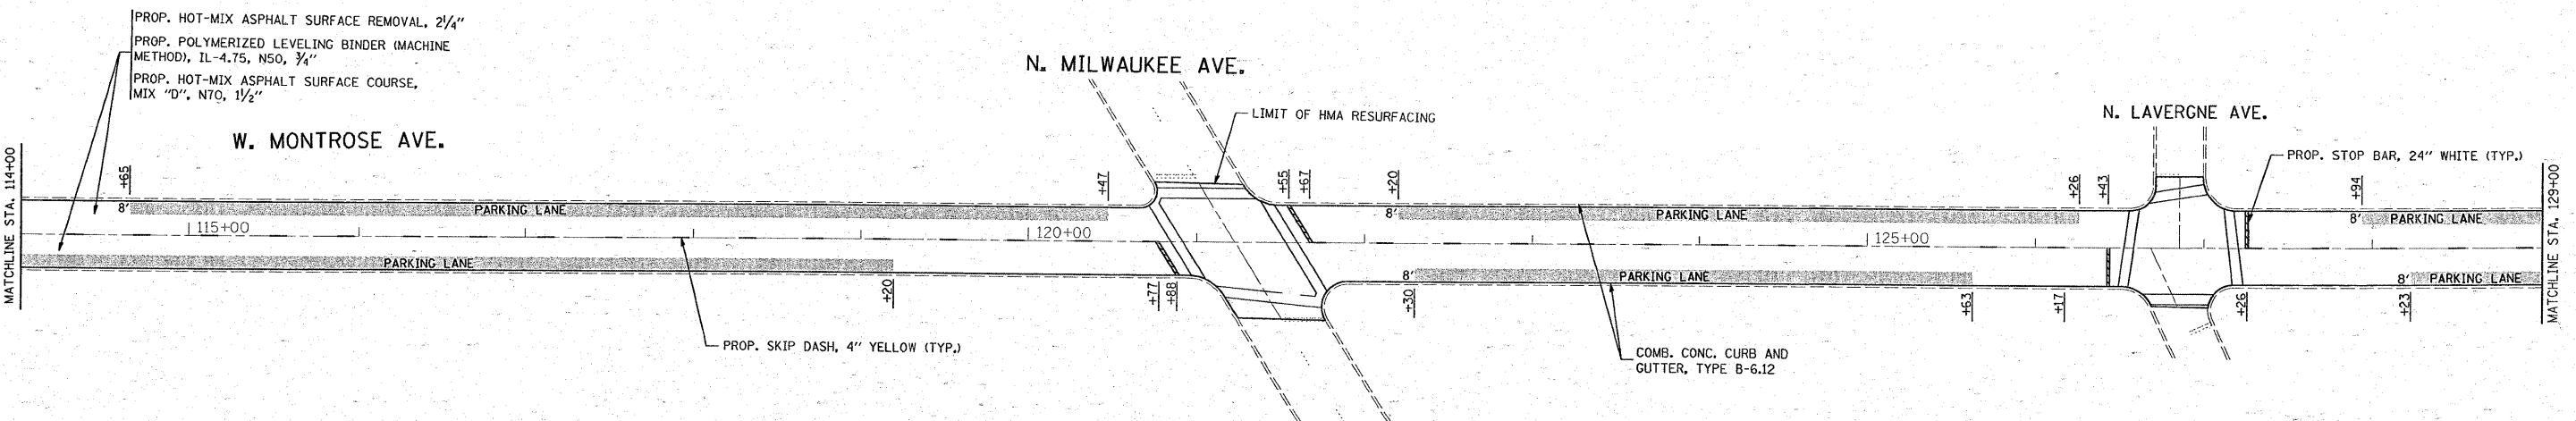 PROP. HOT-MIX ASPHALT SURFACE REMOVAL, 2 1/4"
PROP. POLYMERIZED LEVELING BINDER (MACHINE
METHOD), IL-4.75, N50, 3/4"
PROP. HOT-MIX ASPHALT SURFACE COURSE,
MIX "D", N70, 1 1/2"
W. MONTROSE AVE.
N. MILWAUKEE AVE.
LIMIT OF HMA RESURFACING
N. LAVERGNE AVE.
PROP. STOP BAR, 24" WHITE (TYP.)
MATCHLINE STA. 114+00
+65
+47
+55
+67
+20
+26
+43
+94
MATCHLINE STA. 129+00
8'
PARKING LANE
8'
PARKING LANE
8'
PARKING LANE
115+00
120+00
125+00
PARKING LANE
8'
PARKING LANE
8'
PARKING LANE
+20
+77
+88
+30
+63
+17
+26
+23
PROP. SKIP DASH, 4" YELLOW (TYP.)
COMB. CONC. CURB AND
GUTTER, TYPE B-6.12